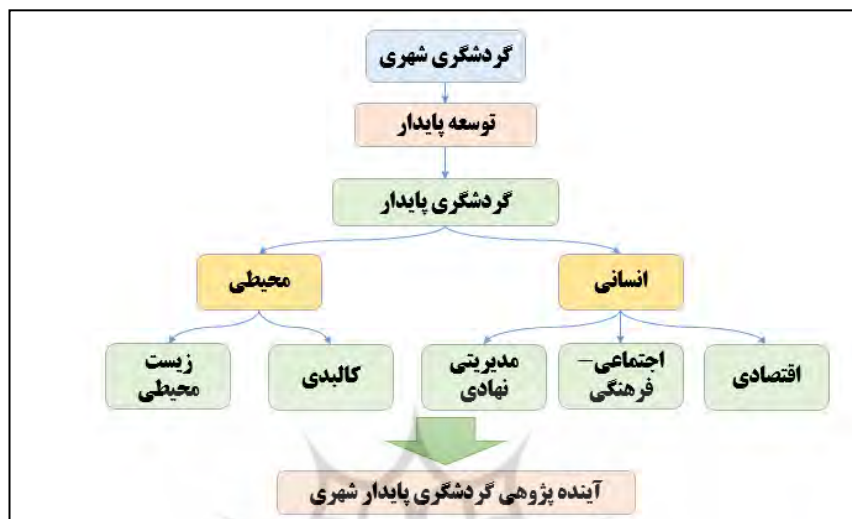 گردشگری شهری
توسعه پایدار
گردشگری پایدار
انسانی
محیطی
اقتصادی
اجتماعی–
فرهنگی
مدیریتی
نهادی
کالبدی
زیست
محیطی
آینده پژوهی گردشگری پایدار شهری